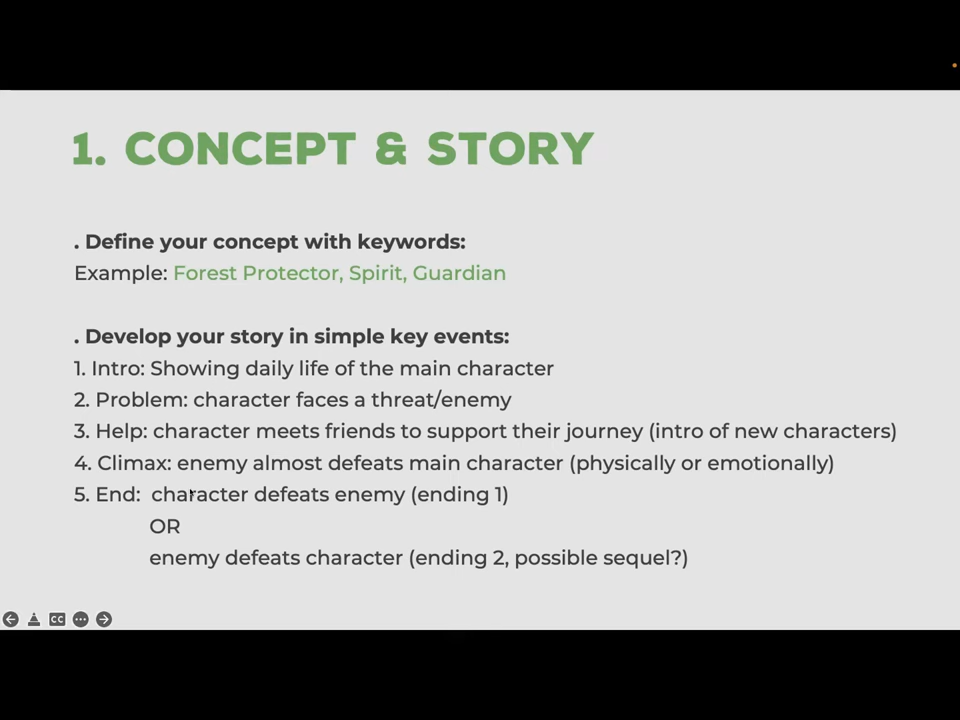 1. CONCEPT & STORY
. Define your concept with keywords:
Example: Forest Protector, Spirit, Guardian
. Develop your story in simple key events:
1. Intro: Showing daily life of the main character
2. Problem: character faces a threat/enemy
3. Help: character meets friends to support their journey (intro of new characters)
4. Climax: enemy almost defeats main character (physically or emotionally)
5. End: character defeats enemy (ending 1)
OR
enemy defeats character (ending 2, possible sequel?)
CC